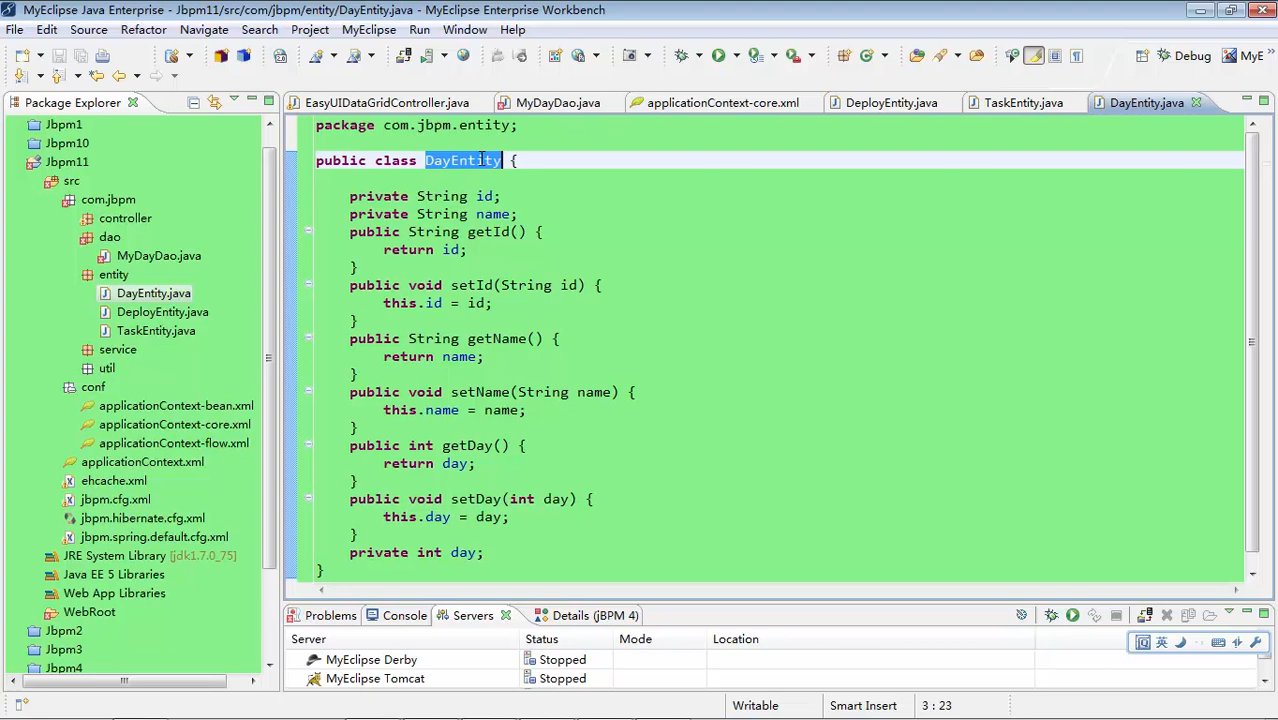 MyEclipse Java Enterprise - Jbpm11/src/com/jbpm/entity/DayEntity.java - MyEclipse Enterprise Workbench
File Edit Source Refactor Navigate Search Project MyEclipse Run Window Help
Debug MyE
Package Explorer
EasyUIDataGridController.java MyDayDao.java applicationContext-core.xml DeployEntity.java TaskEntity.java DayEntity.java
Jbpm1
Jbpm10
Jbpm11
src
com.jbpm
controller
dao
MyDayDao.java
entity
DayEntity.java
DeployEntity.java
TaskEntity.java
service
util
conf
applicationContext-bean.xml
applicationContext-core.xml
applicationContext-flow.xml
applicationContext.xml
ehcache.xml
jbpm.cfg.xml
jbpm.hibernate.cfg.xml
jbpm.spring.default.cfg.xml
JRE System Library [jdk1.7.0_75]
Java EE 5 Libraries
Web App Libraries
WebRoot
Jbpm2
Jbpm3
Jbpm4
package com.jbpm.entity;
public class DayEntity {
private String id;
private String name;
public String getId() {
return id;
}
public void setId(String id) {
this.id = id;
}
public String getName() {
return name;
}
public void setName(String name) {
this.name = name;
}
public int getDay() {
return day;
}
public void setDay(int day) {
this.day = day;
}
private int day;
}
Problems Console Servers Details (jBPM 4)
Server Status Mode Location
MyEclipse Derby Stopped
MyEclipse Tomcat Stopped
英
Writable Smart Insert 3 : 23